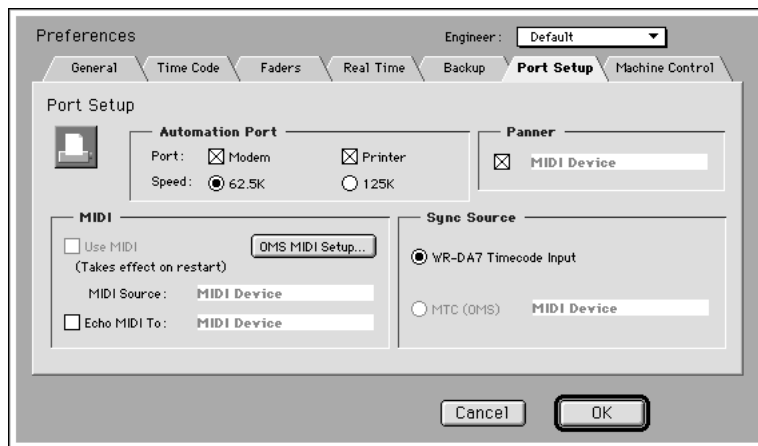 Preferences
Engineer: Default
General Time Code Faders Real Time Backup Port Setup Machine Control
Port Setup
Automation Port
Port: Modem Printer
Speed: 62.5K 125K
Panner
MIDI Device
MIDI
Use MIDI OMS MIDI Setup...
(Takes effect on restart)
MIDI Source: MIDI Device
Echo MIDI To: MIDI Device
Sync Source
WR-DA7 Timecode Input
MTC (OMS) MIDI Device
Cancel OK